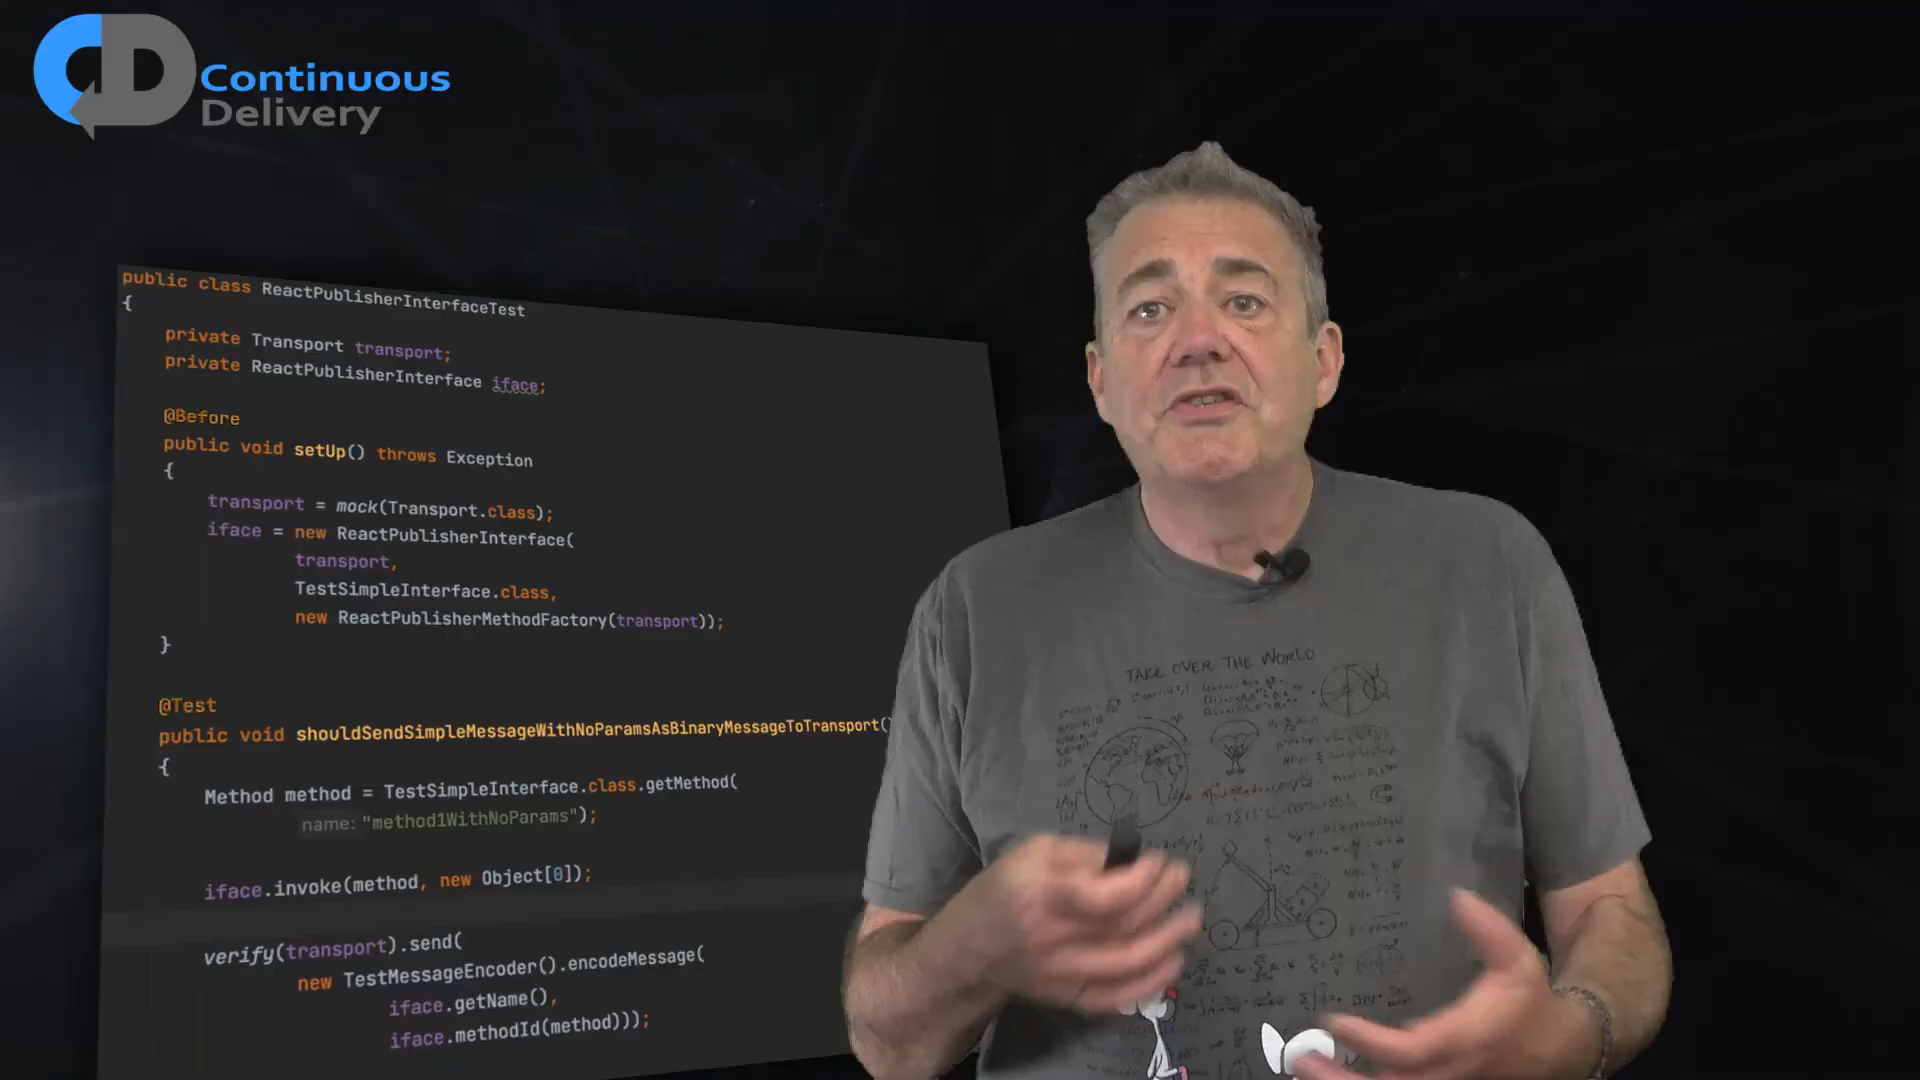 Continuous
Delivery
public class ReactPublisherInterfaceTest
{
private Transport transport;
private ReactPublisherInterface iface;
@Before
public void setUp() throws Exception
{
transport = mock(Transport.class);
iface = new ReactPublisherInterface(
transport,
TestSimpleInterface.class,
new ReactPublisherMethodFactory(transport));
}
@Test
public void shouldSendSimpleMessageWithNoParamsAsBinaryMessageToTransport()
{
Method method = TestSimpleInterface.class.getMethod(
name: "method1WithNoParams");
iface.invoke(method, new Object[0]);
verify(transport).send(
new TestMessageEncoder().encodeMessage(
iface.getName(),
iface.methodId(method)));
TAKE OVER THE WORLD